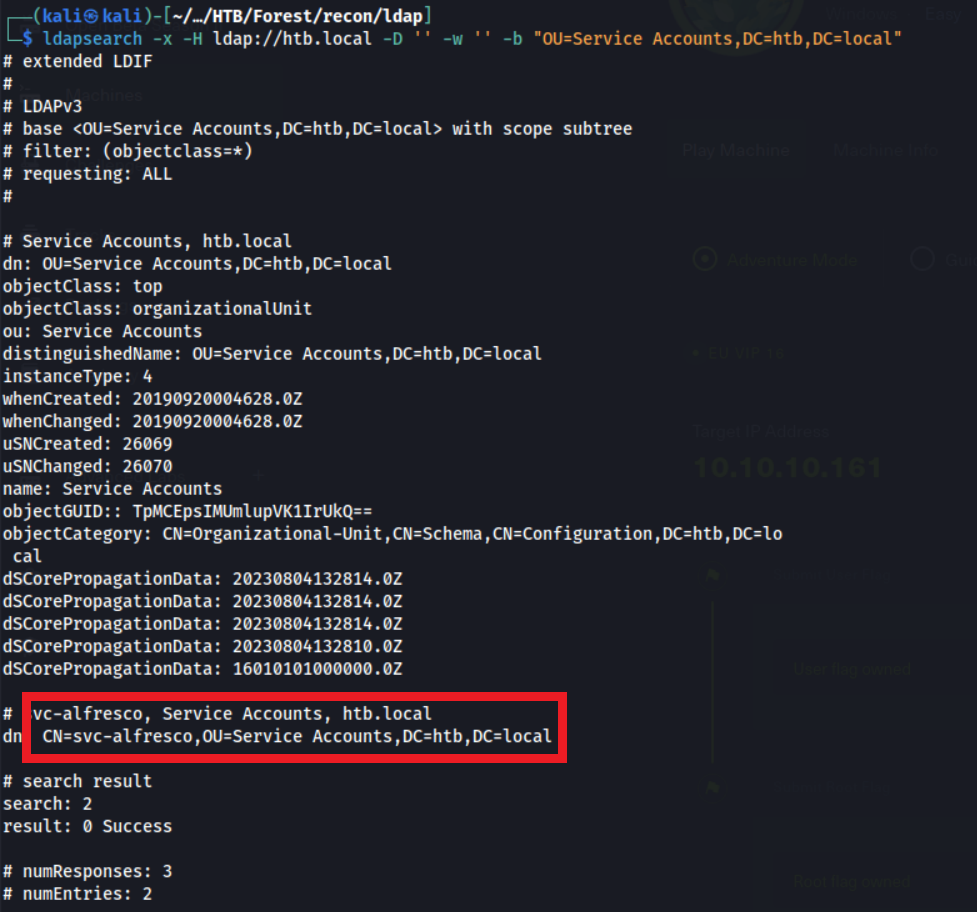 ┌──(kali㉿kali)-[~/…/HTB/Forest/recon/ldap]
└─$ ldapsearch -x -H ldap://htb.local -D '' -w '' -b "OU=Service Accounts,DC=htb,DC=local"
# extended LDIF
#
# LDAPv3
# base <OU=Service Accounts,DC=htb,DC=local> with scope subtree
# filter: (objectclass=*)
# requesting: ALL
#
# Service Accounts, htb.local
dn: OU=Service Accounts,DC=htb,DC=local
objectClass: top
objectClass: organizationalUnit
ou: Service Accounts
distinguishedName: OU=Service Accounts,DC=htb,DC=local
instanceType: 4
whenCreated: 20190920004628.0Z
whenChanged: 20190920004628.0Z
uSNCreated: 26069
uSNChanged: 26070
name: Service Accounts
objectGUID:: TpMCEpsIMUmlupVK1IrUkQ==
objectCategory: CN=Organizational-Unit,CN=Schema,CN=Configuration,DC=htb,DC=lo
cal
dSCorePropagationData: 20230804132814.0Z
dSCorePropagationData: 20230804132814.0Z
dSCorePropagationData: 20230804132814.0Z
dSCorePropagationData: 20230804132810.0Z
dSCorePropagationData: 16010101000000.0Z
# svc-alfresco, Service Accounts, htb.local
dn CN=svc-alfresco,OU=Service Accounts,DC=htb,DC=local
# search result
search: 2
result: 0 Success
# numResponses: 3
# numEntries: 2
Machines
Easy
Play Machine
Machine Info
Adventure Mode
EU VIP 18
Target IP Address
10.10.10.161
User flag owned
Root flag owned